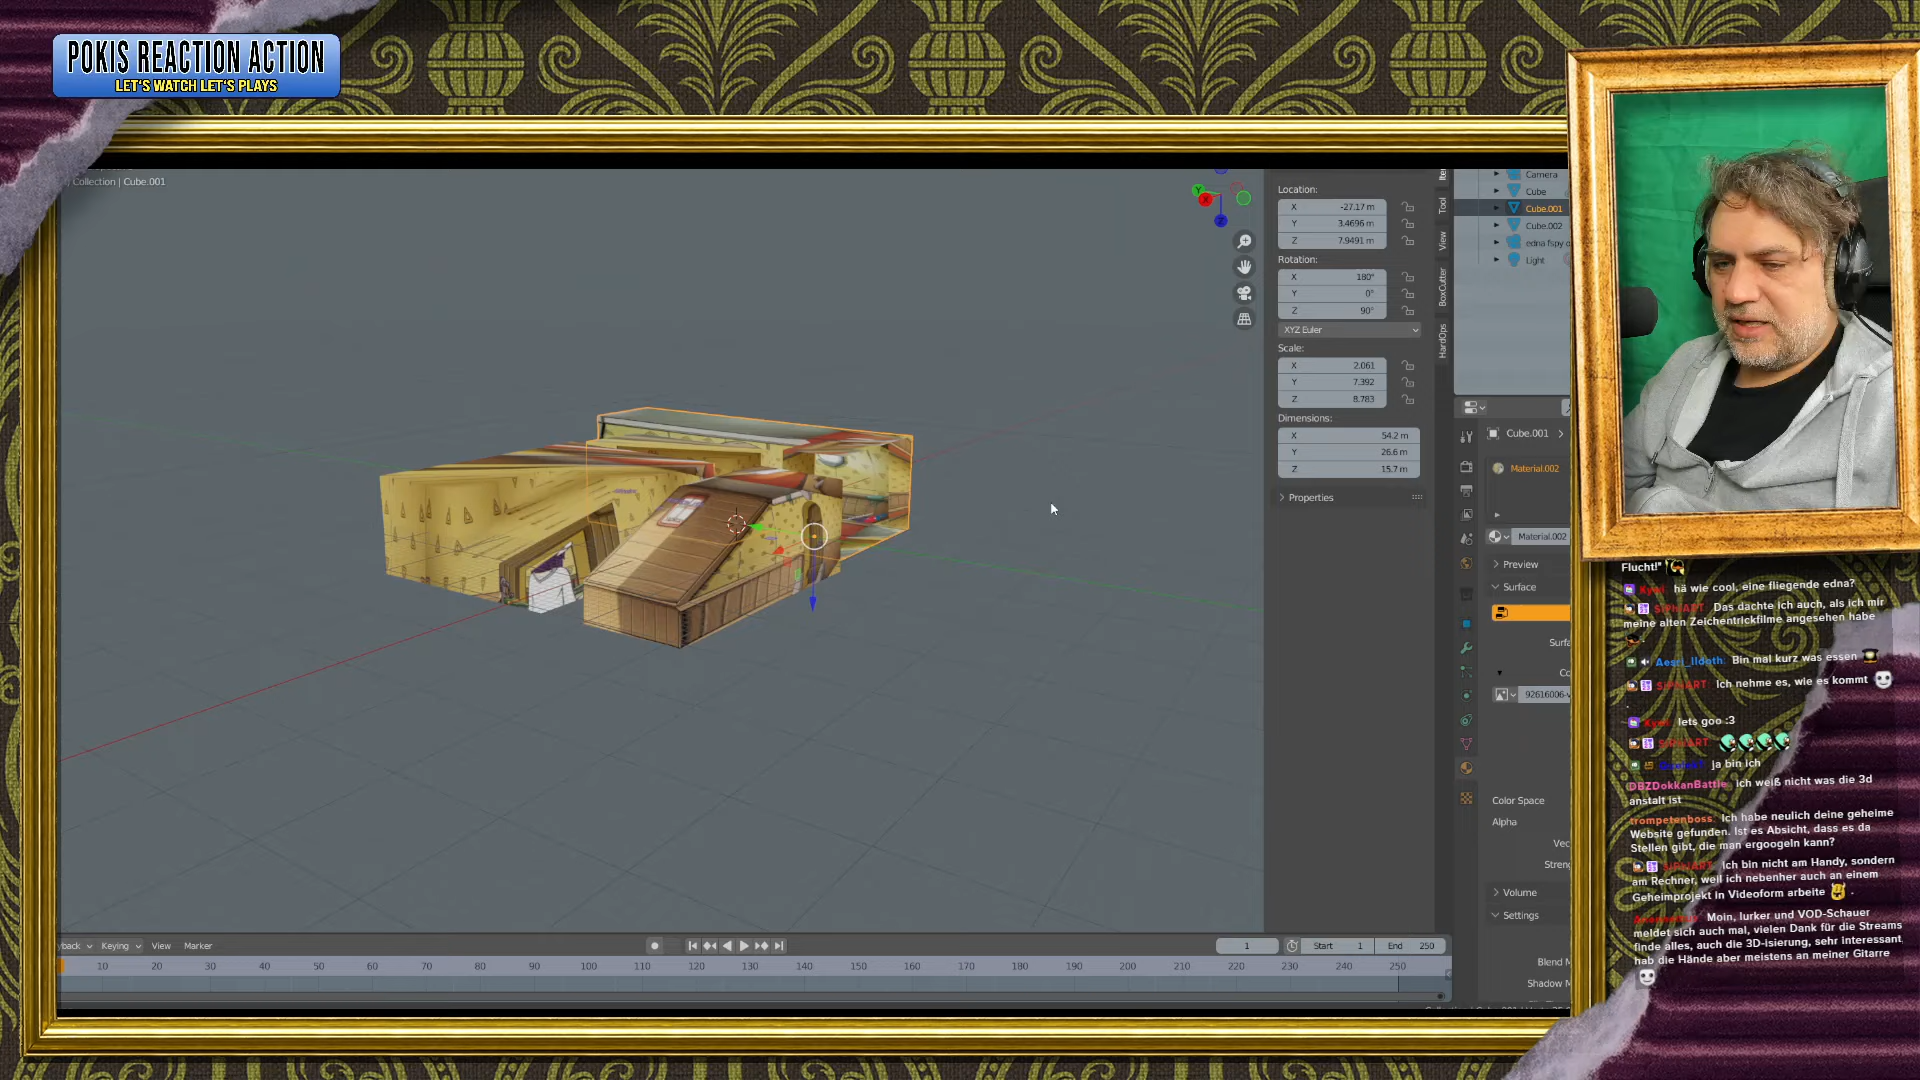 POKIS REACTION ACTION
LET'S WATCH LET'S PLAYS
Collection | Cube.001
Y
X
Z
Location:
X -27.17 m
Y 3.4696 m
Z 7.9491 m
Rotation:
X 180°
Y 0°
Z 90°
XYZ Euler
Scale:
X 2.061
Y 7.392
Z 8.783
Dimensions:
X 54.2 m
Y 26.6 m
Z 15.7 m
Properties
Tool
View
BoxCutter
HardOps
Camera
Cube
Cube.001
Cube.002
edna fspy
Light
Cube.001
Material.002
Material.002
Preview
Surface
92616006-
Color Space
Alpha
Volume
Settings
Keying
View
Marker
1
Start 1
End 250
10 20 30 40 50 60 70 80 90 100 110 120 130 140 150 160 170 180 190 200 210 220 230 240 250
Flucht!"
hä wie cool, eine fliegende edna?
Das dachte ich auch, als ich mir
meine alten Zeichentrickfilme angesehen habe
Bin mal kurz was essen
Ich nehme es, wie es kommt
lets goo :3
ja bin ich
DBZDokkanBattle: ich weiß nicht was die 3d
anstalt ist
trompetenboss: Ich habe neulich deine geheime
Website gefunden. Ist es Absicht, dass es da
Stellen gibt, die man ergoogeln kann?
Ich bin nicht am Handy, sondern
am Rechner, weil ich nebenher auch an einem
Geheimprojekt in Videoform arbeite
Moin, lurker und VOD-Schauer
meldet sich auch mal, vielen Dank für die Streams
finde alles, auch die 3D-isierung, sehr interessant,
hab die Hände aber meistens an meiner Gitarre